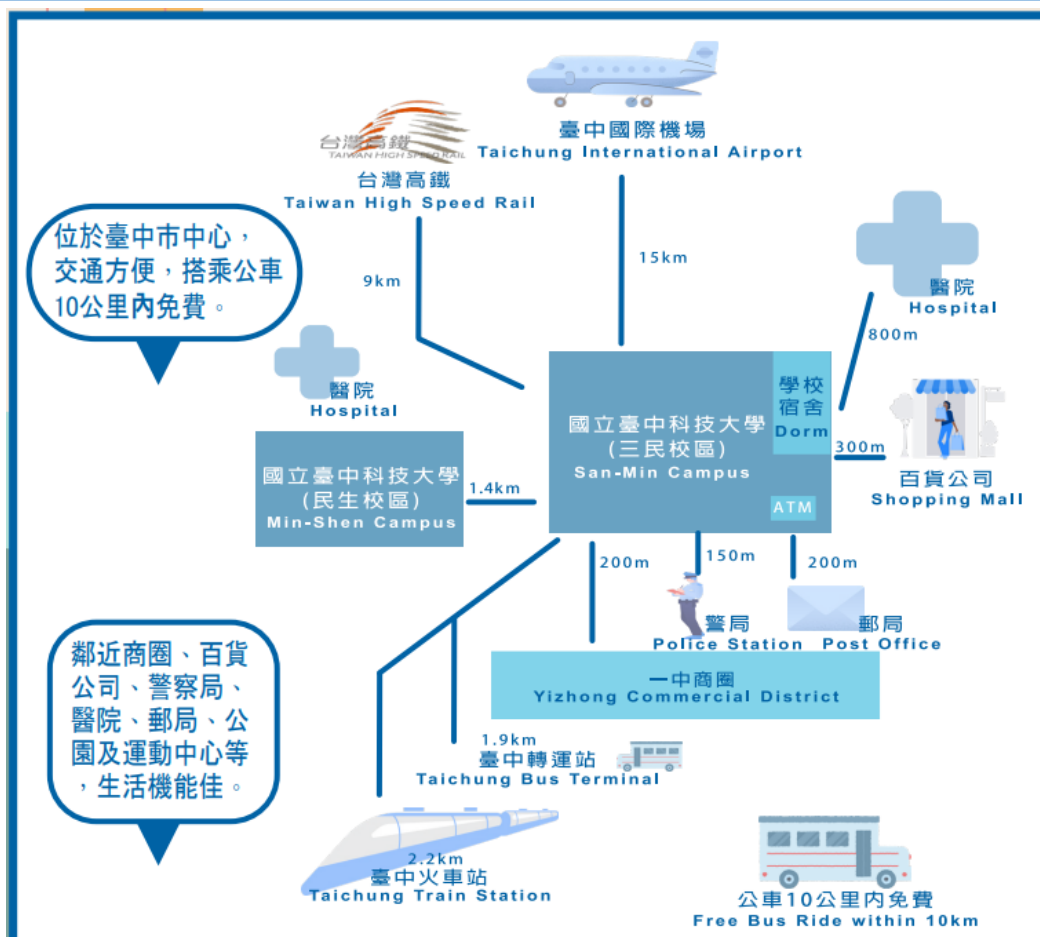 臺中國際機場
Taichung International Airport
台灣高鐵
TAIWAN HIGH SPEED RAIL
台灣高鐵
Taiwan High Speed Rail
位於臺中市中心，
交通方便，搭乘公車
10公里內免費。
9km
15km
醫院
Hospital
800m
醫院
Hospital
國立臺中科技大學
(三民校區)
San-Min Campus
學校
宿舍
Dorm
ATM
300m
百貨公司
Shopping Mall
國立臺中科技大學
(民生校區)
Min-Shen Campus
1.4km
200m
150m
200m
警局
Police Station
郵局
Post Office
一中商圈
Yizhong Commercial District
鄰近商圈、百貨
公司、警察局、
醫院、郵局、公
園及運動中心等
，生活機能佳。
1.9km
臺中轉運站
Taichung Bus Terminal
2.2km
臺中火車站
Taichung Train Station
公車10公里內免費
Free Bus Ride within 10km